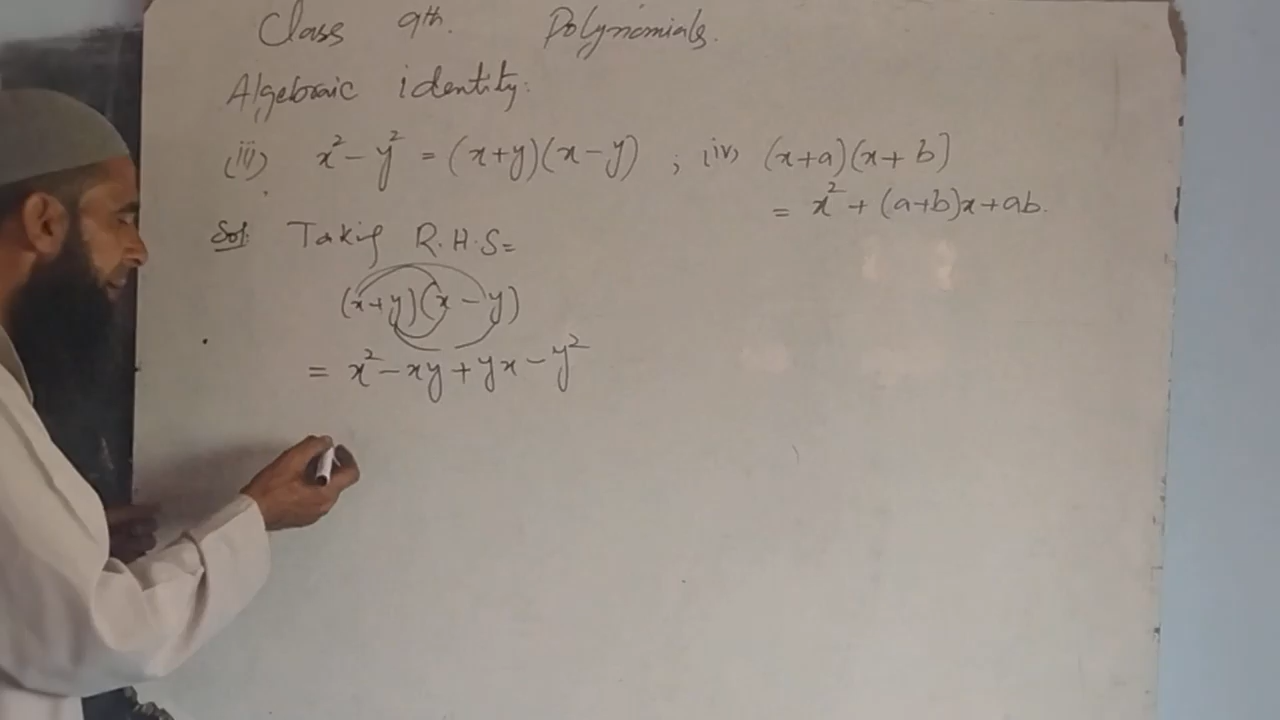 Class 9th. Polynomials.
Algebraic identity:
(iii) x² - y² = (x+y)(x-y) ; (iv) (x+a)(x+b)
= x² + (a+b)x + ab.
Sol: Taking R.H.S =
(x+y)(x-y)
= x² - xy + yx - y²